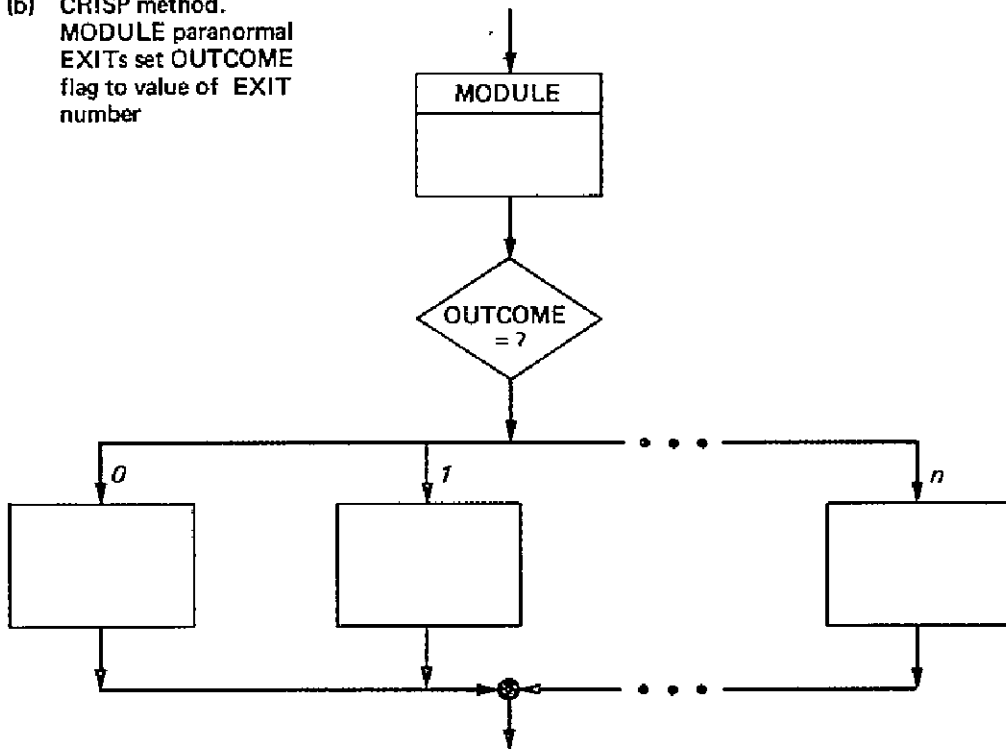 (b) CRISP method.
MODULE paranormal
EXITs set OUTCOME
flag to value of EXIT
number
MODULE
OUTCOME
= ?
0
1
n